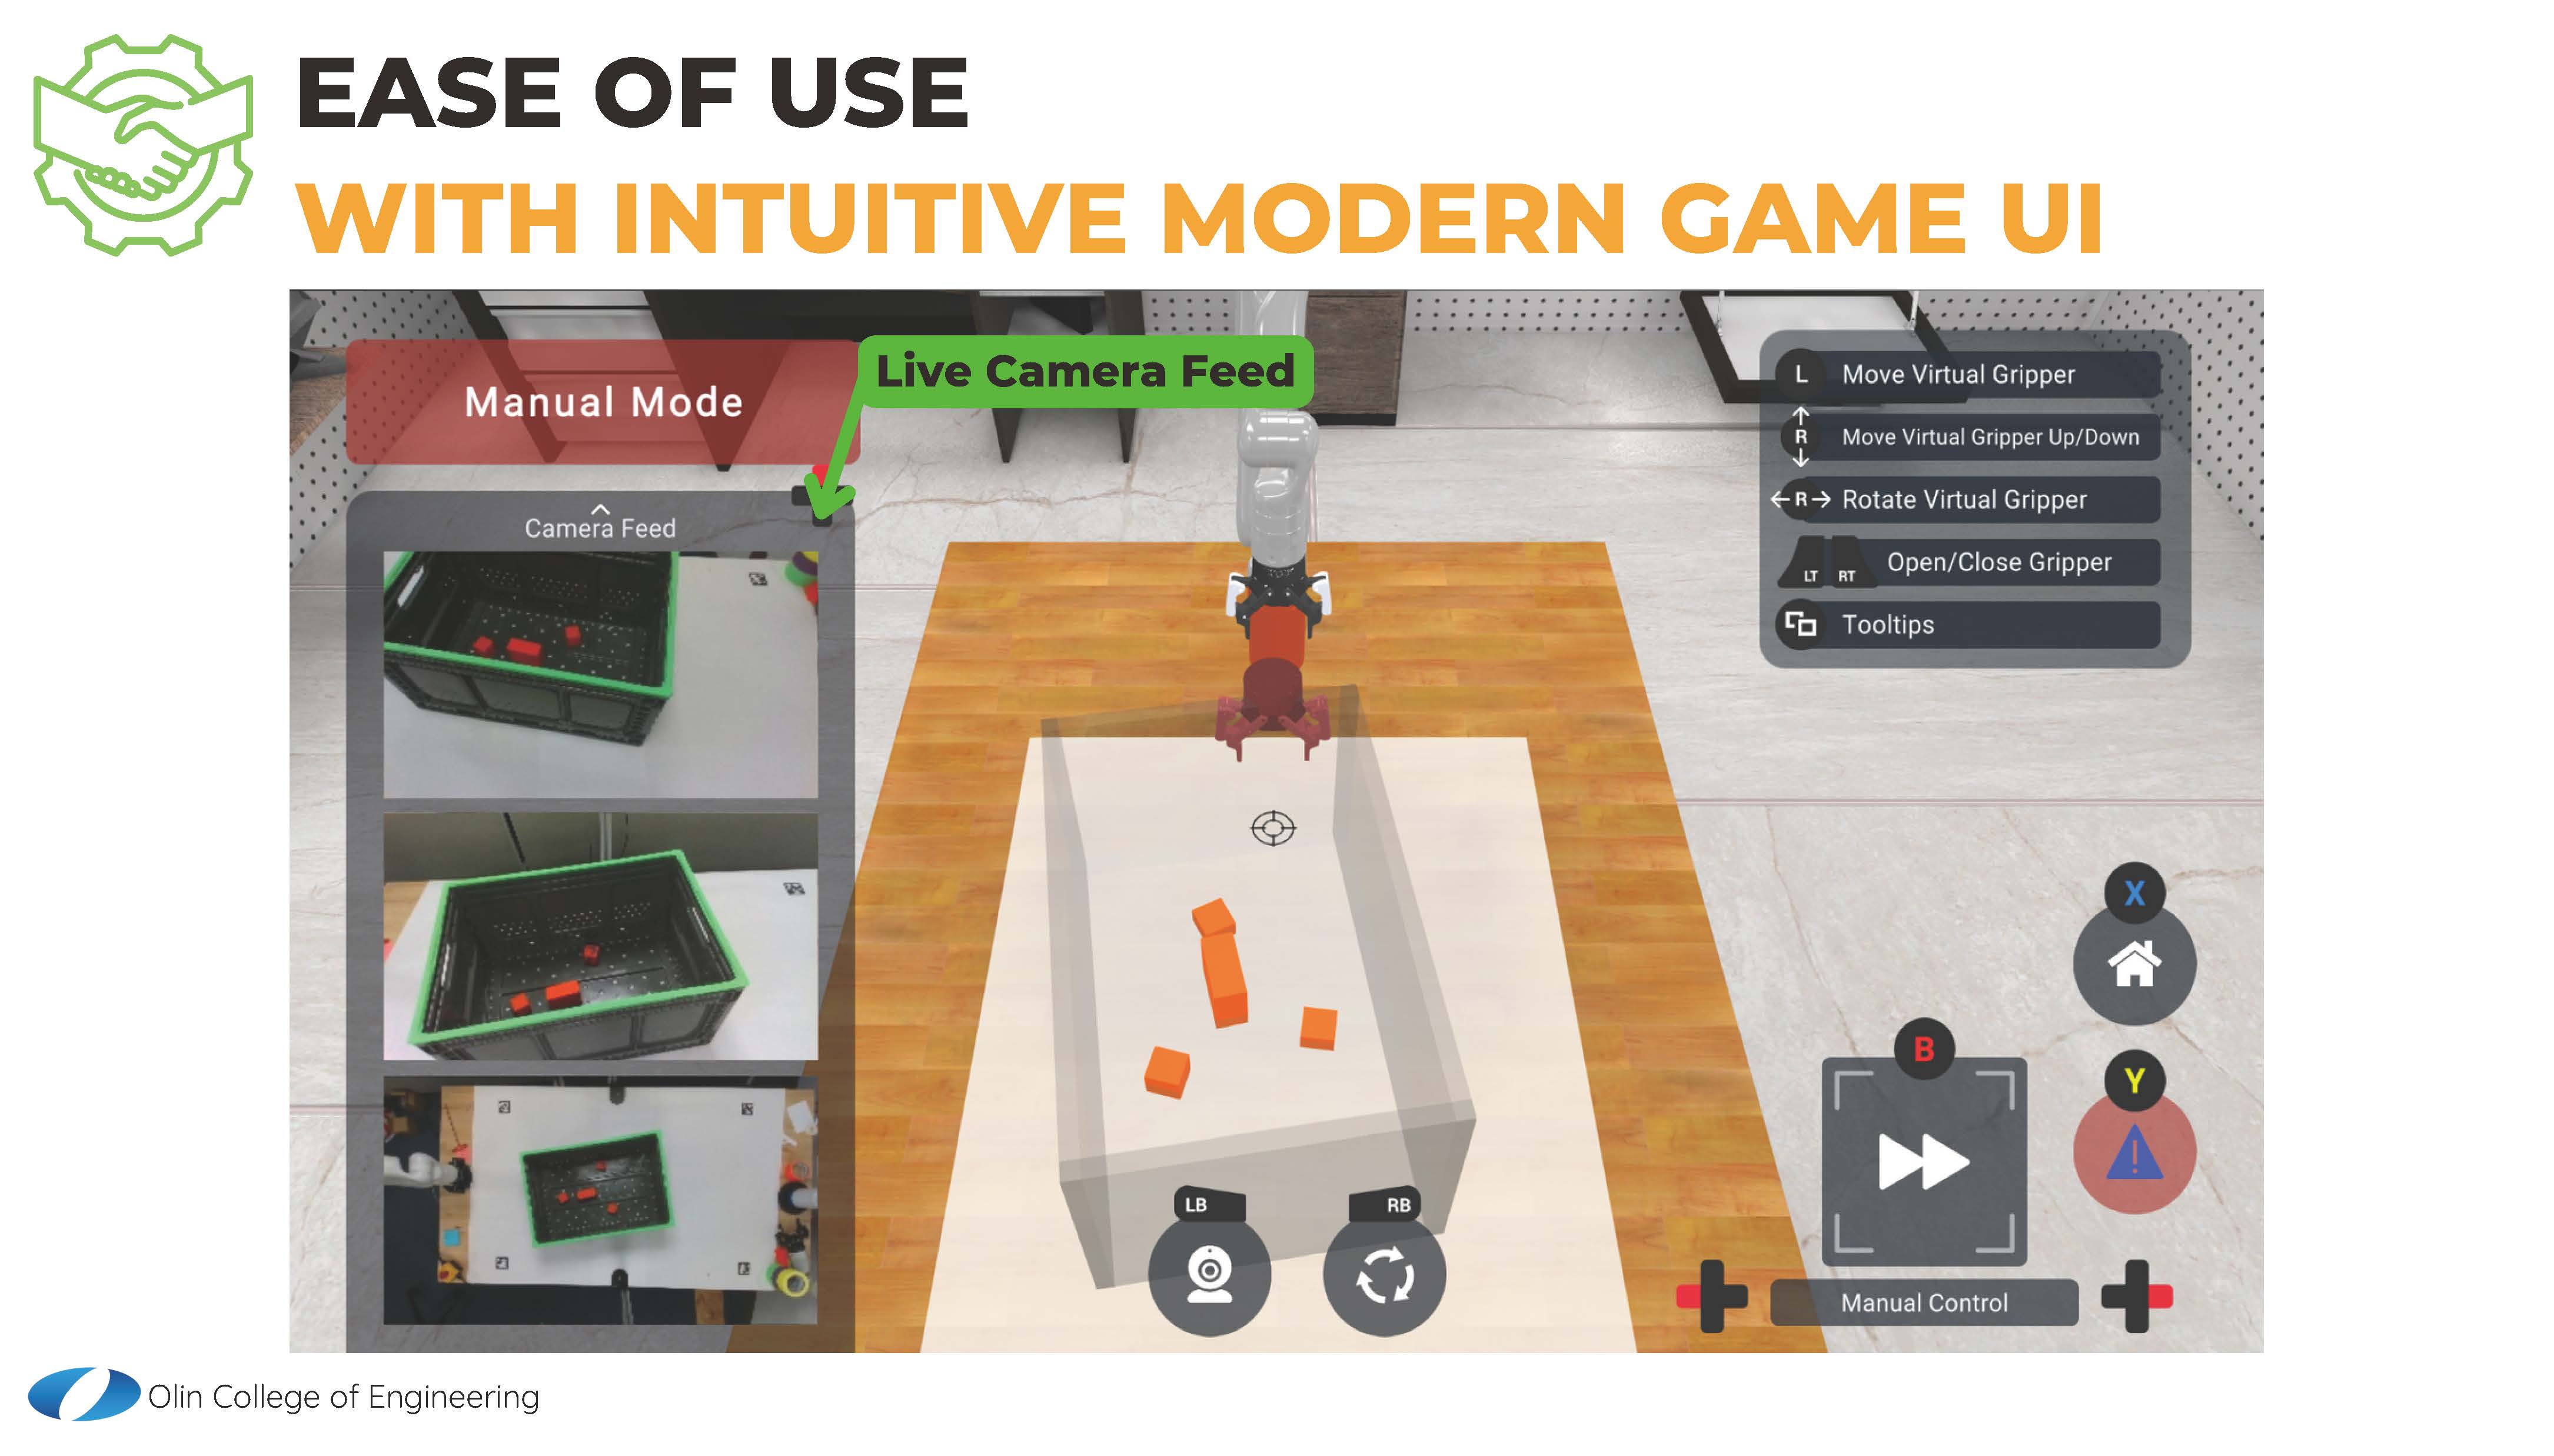 EASE OF USE
WITH INTUITIVE MODERN GAME UI
Live Camera Feed
Manual Mode
Camera Feed
L Move Virtual Gripper
R Move Virtual Gripper Up/Down
R Rotate Virtual Gripper
LT RT Open/Close Gripper
Tooltips
X
B
Y
LB
RB
Manual Control
Olin College of Engineering